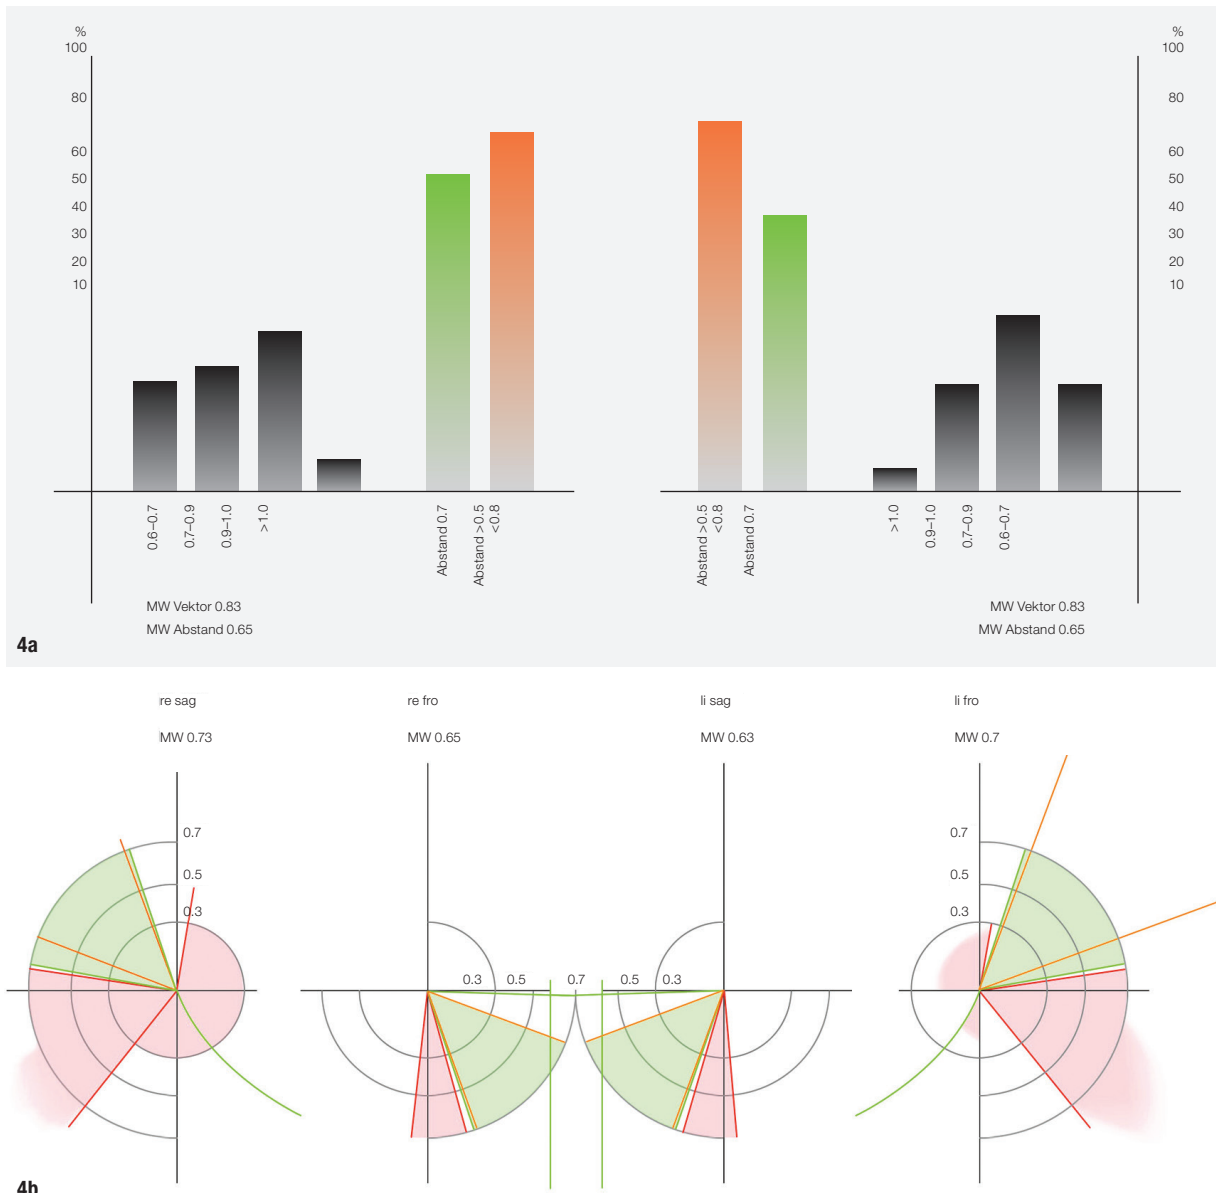 %
100
80
60
50
40
30
20
10
0.6–0.7
0.7–0.9
0.9–1.0
>1.0
Abstand 0.7
Abstand >0.5
<0.8
MW Vektor 0.83
MW Abstand 0.65
%
100
80
60
50
40
30
20
10
Abstand >0.5
<0.8
Abstand 0.7
>1.0
0.9–1.0
0.7–0.9
0.6–0.7
MW Vektor 0.83
MW Abstand 0.65
4a
re sag
MW 0.73
0.7
0.5
0.3
re fro
MW 0.65
0.3 0.5 0.7
li sag
MW 0.63
0.5 0.3
li fro
MW 0.7
0.7
0.5
0.3
4b